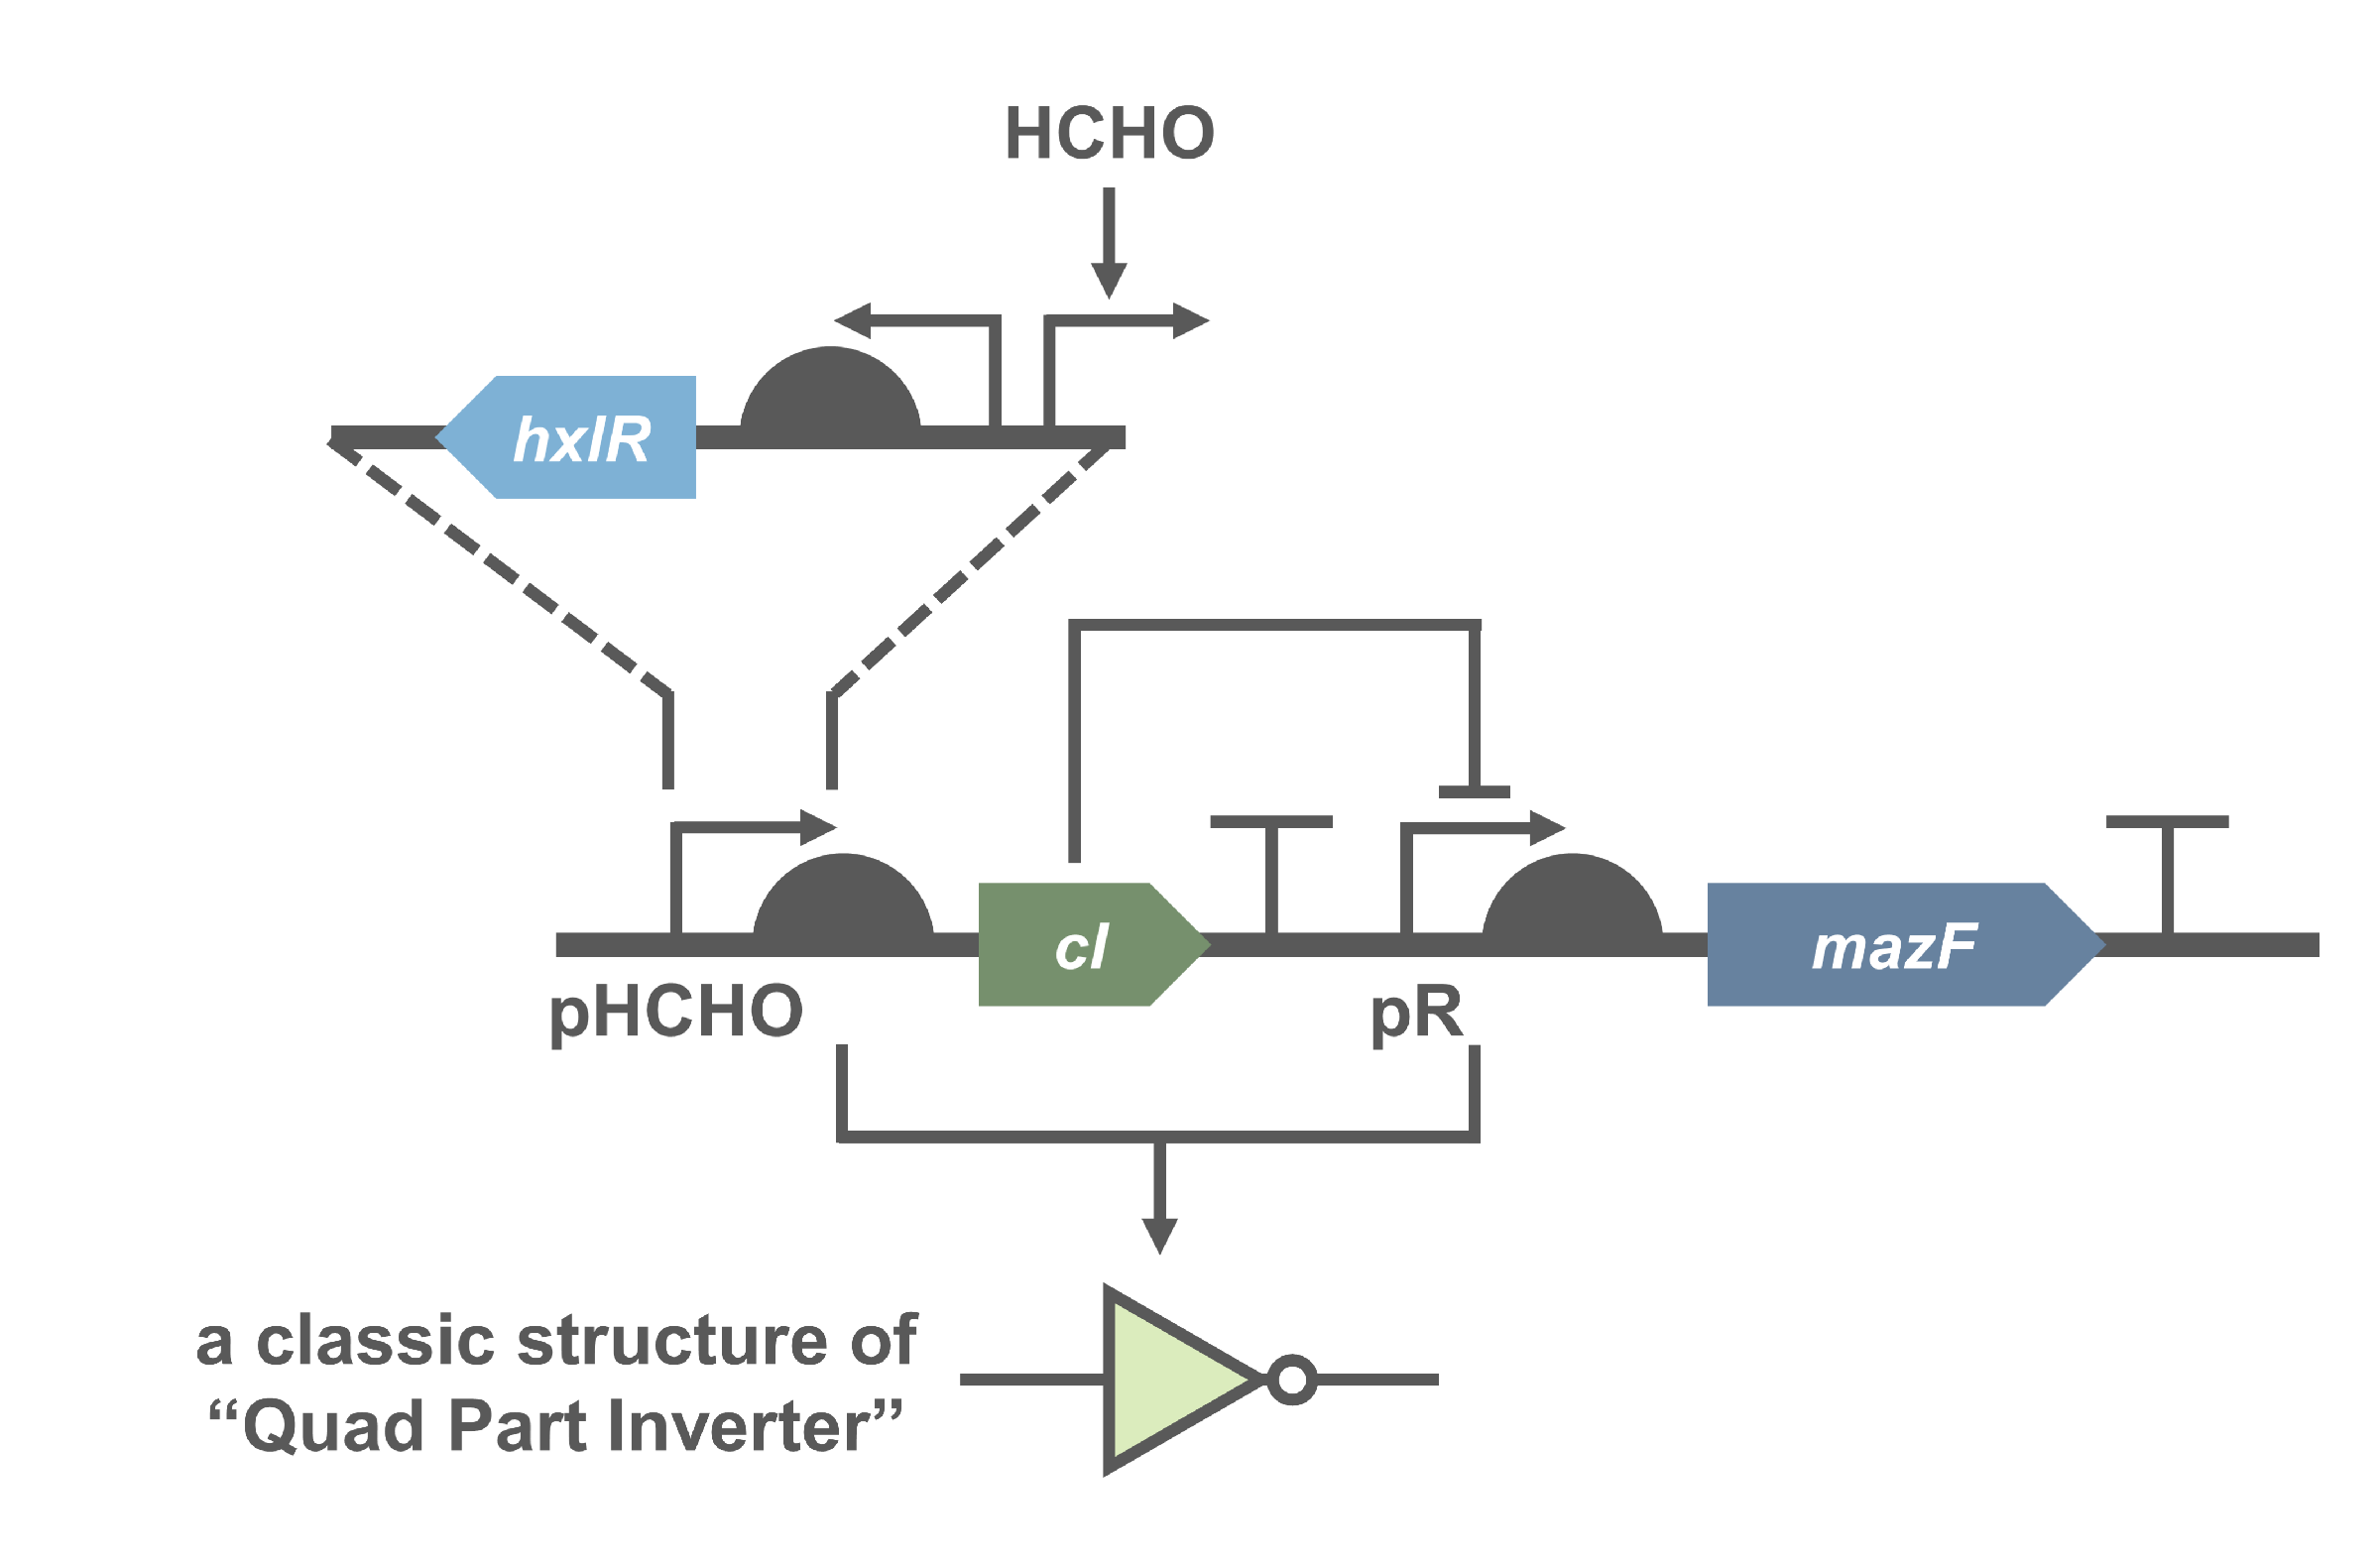 HCHO
hxlR
cI
mazF
pHCHO
pR
a classic structure of
“Quad Part Inverter”